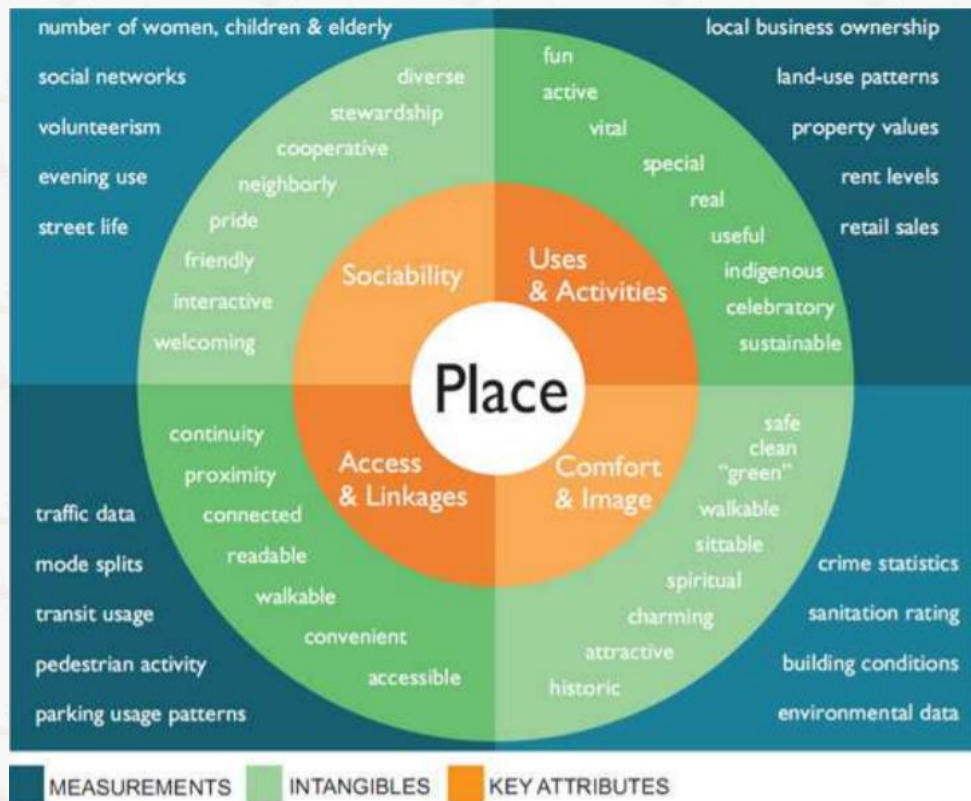 number of women, children & elderly
social networks
volunteerism
evening use
street life
diverse
stewardship
cooperative
neighborly
pride
friendly
interactive
welcoming
Sociability
fun
active
vital
special
real
useful
indigenous
celebratory
sustainable
Uses
& Activities
local business ownership
land-use patterns
property values
rent levels
retail sales
Place
continuity
proximity
connected
readable
walkable
convenient
accessible
Access
& Linkages
traffic data
mode splits
transit usage
pedestrian activity
parking usage patterns
Comfort
& Image
safe
clean
"green"
walkable
sittable
spiritual
charming
attractive
historic
crime statistics
sanitation rating
building conditions
environmental data
MEASUREMENTS
INTANGIBLES
KEY ATTRIBUTES